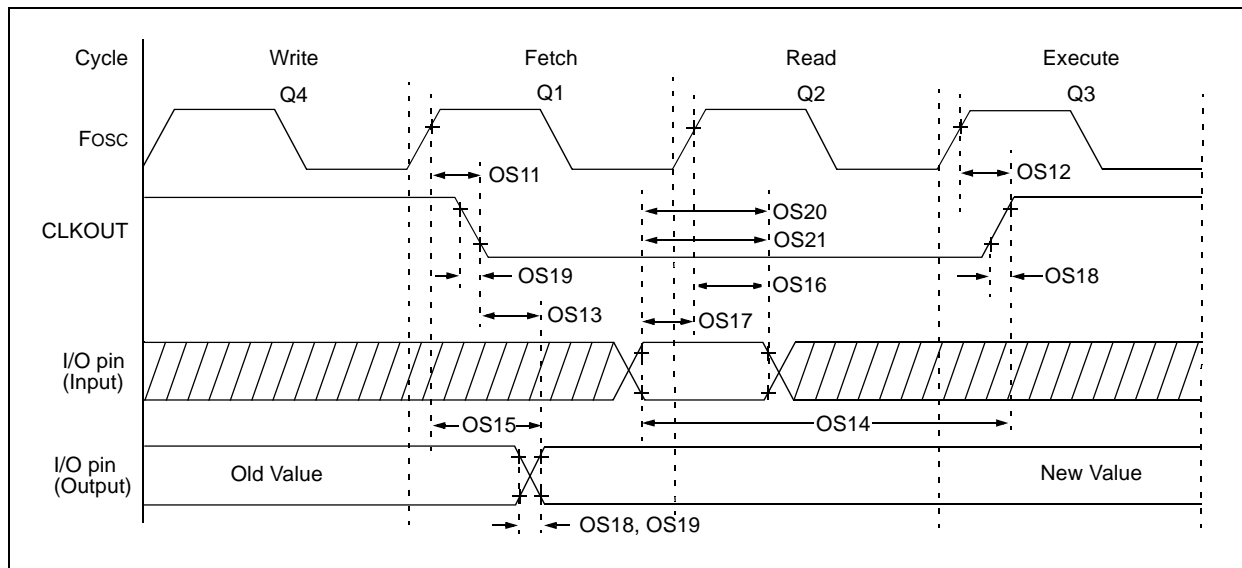 Cycle Write Fetch Read Execute
Q4 Q1 Q2 Q3
FOSC
OS11 OS12
OS20
CLKOUT
OS21
OS19 OS16 OS18
OS13 OS17
I/O pin
(Input)
OS15 OS14
I/O pin
(Output)
Old Value New Value
OS18, OS19